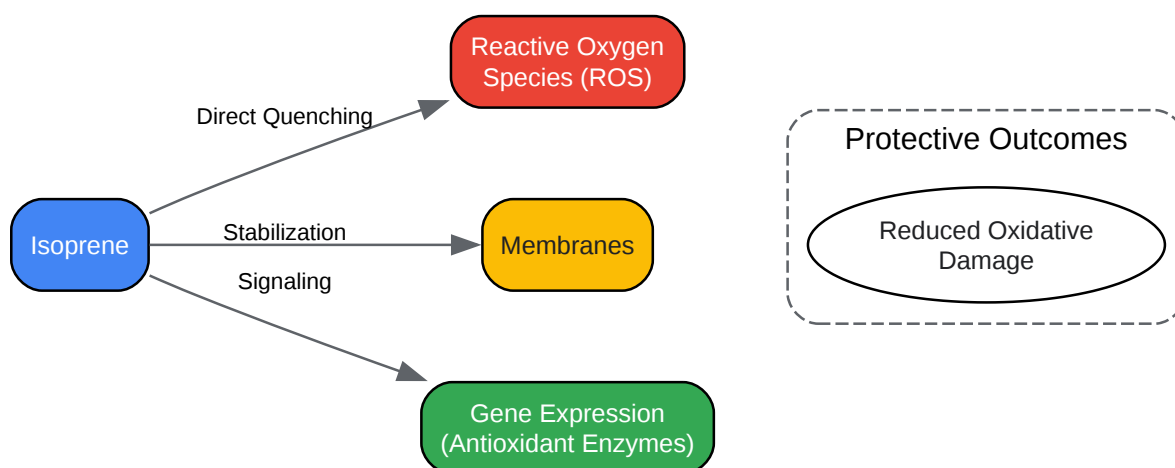 Reactive Oxygen
Species (ROS)
Direct Quenching
Protective Outcomes
Isoprene
Stabilization
Membranes
Reduced Oxidative
Damage
Signaling
Gene Expression
(Antioxidant Enzymes)